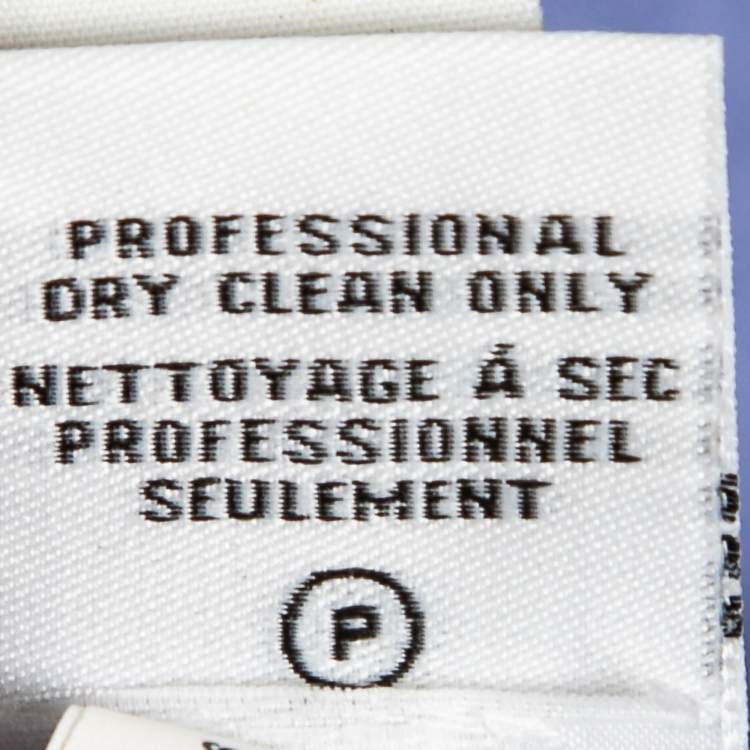 PROFESSIONAL
DRY CLEAN ONLY
NETTOYAGE Á SEC
PROFESSIONNEL
SEULEMENT
P